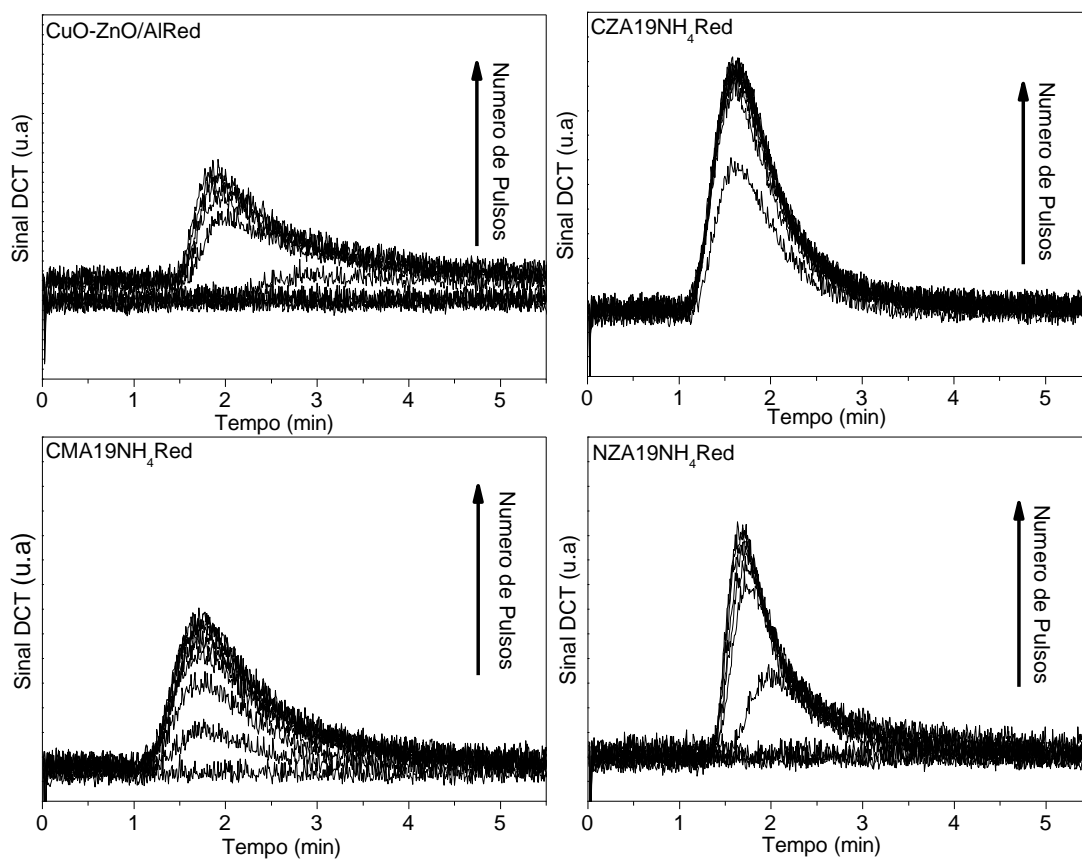 CuO-ZnO/AlRed
Sinal DCT (u.a)
Numero de Pulsos
0 1 2 3 4 5
Tempo (min)
CZA19NH₄Red
Sinal DCT (u.a)
Numero de Pulsos
0 1 2 3 4 5
Tempo (min)
CMA19NH₄Red
Sinal DCT (u.a)
Numero de Pulsos
0 1 2 3 4 5
Tempo (min)
NZA19NH₄Red
Sinal DCT (u.a)
Numero de Pulsos
0 1 2 3 4 5
Tempo (min)